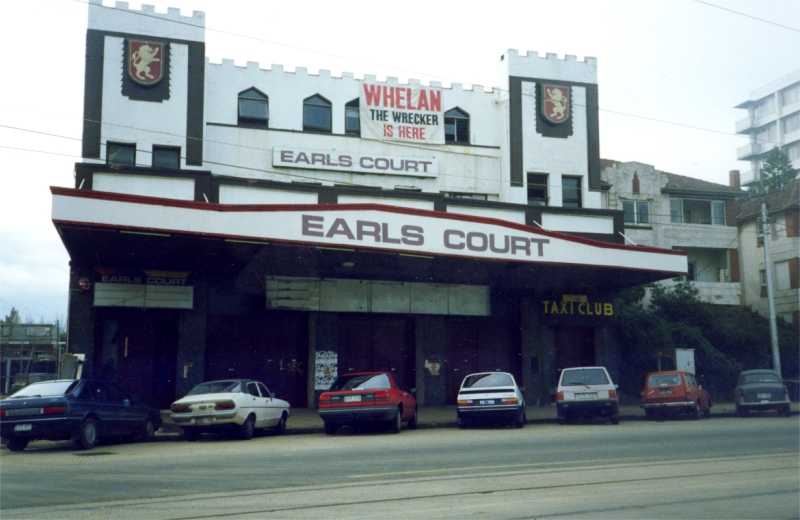 WHELAN
THE WRECKER
IS HERE
EARLS COURT
EARLS COURT
EARLS COURT
TAXI CLUB